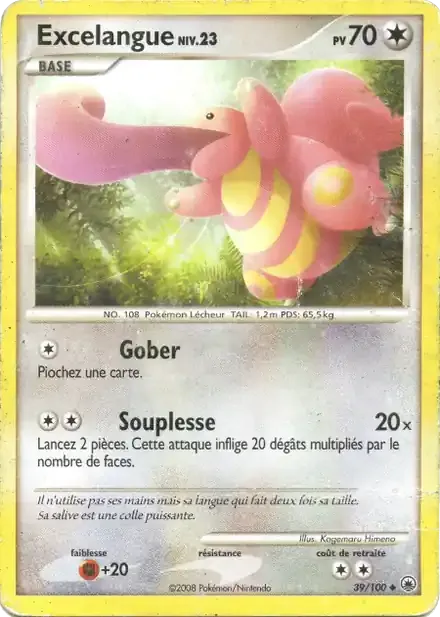 Excelangue NIV.23 PV 70
BASE
NO. 108 Pokémon Lécheur TAIL: 1,2m PDS: 65,5kg
Gober
Piochez une carte.
Souplesse 20x
Lancez 2 pièces. Cette attaque inflige 20 dégâts multipliés par le
nombre de faces.
Il n'utilise pas ses mains mais sa langue qui fait deux fois sa taille.
Sa salive est une colle puissante.
Illus. Kagemaru Himeno
faiblesse résistance coût de retraite
+20
©2008 Pokémon/Nintendo 39/100